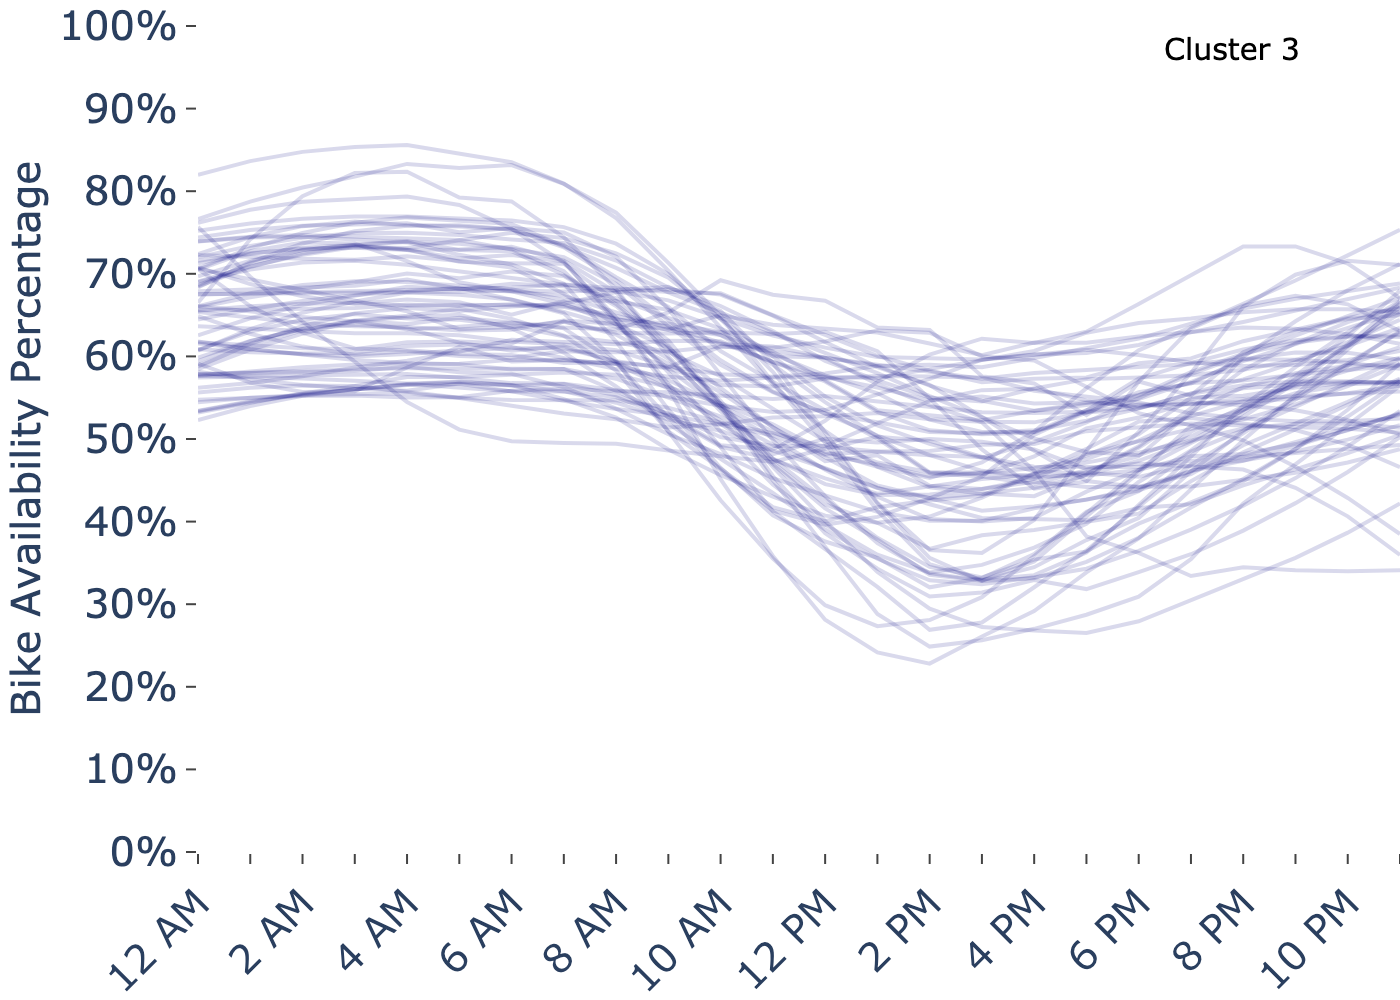 Cluster 3
Bike Availability Percentage
100%
90%
80%
70%
60%
50%
40%
30%
20%
10%
0%
12 AM
2 AM
4 AM
6 AM
8 AM
10 AM
12 PM
2 PM
4 PM
6 PM
8 PM
10 PM